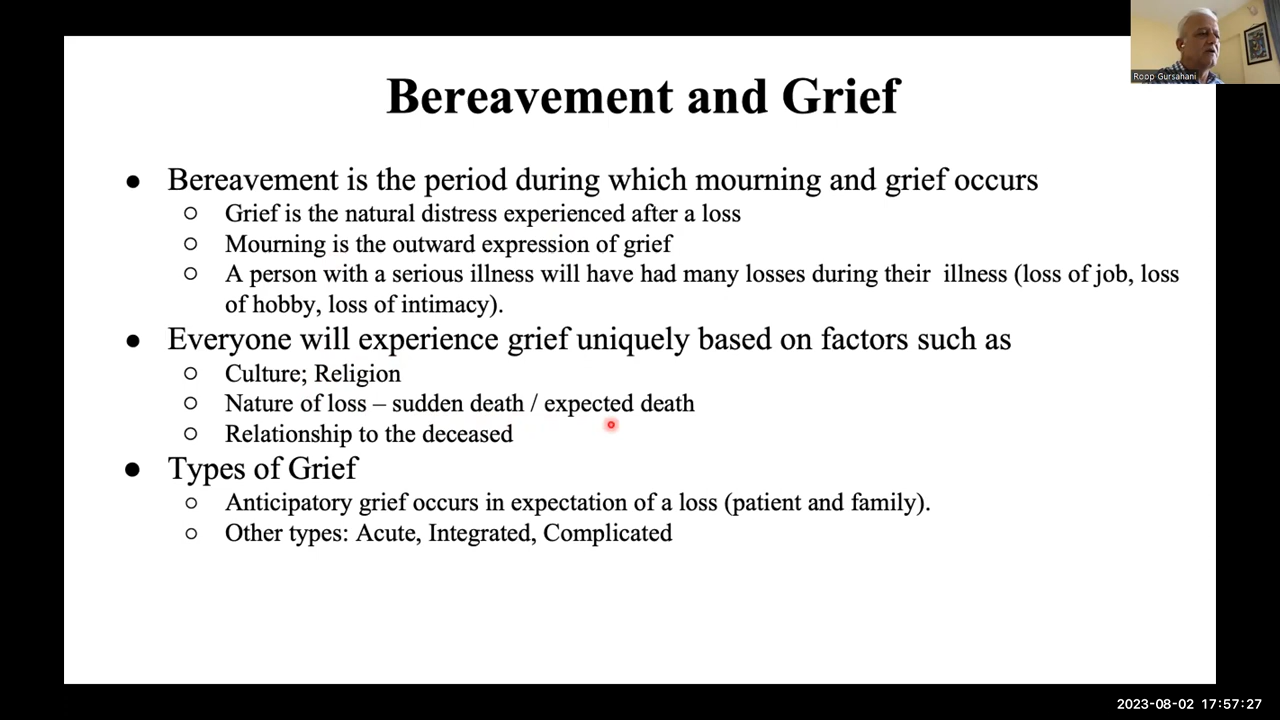 Roop Gursahani
Bereavement and Grief
● Bereavement is the period during which mourning and grief occurs
○ Grief is the natural distress experienced after a loss
○ Mourning is the outward expression of grief
○ A person with a serious illness will have had many losses during their illness (loss of job, loss
of hobby, loss of intimacy).
● Everyone will experience grief uniquely based on factors such as
○ Culture; Religion
○ Nature of loss – sudden death / expected death
○ Relationship to the deceased
● Types of Grief
○ Anticipatory grief occurs in expectation of a loss (patient and family).
○ Other types: Acute, Integrated, Complicated
2023-08-02 17:57:27